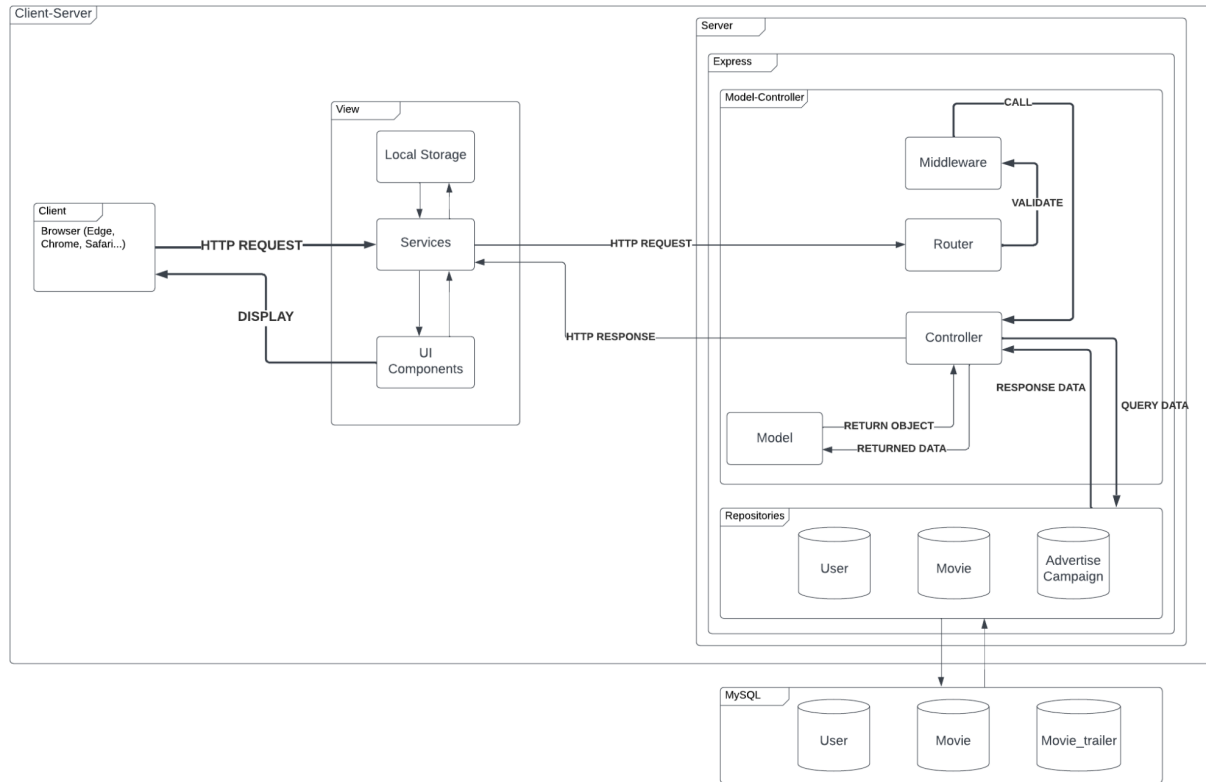 Client-Server
Server
Express
Model-Controller
CALL
View
Local Storage
Middleware
Client
Browser (Edge,
Chrome, Safari...)
VALIDATE
HTTP REQUEST
Services
HTTP REQUEST
Router
DISPLAY
HTTP RESPONSE
Controller
UI
Components
RESPONSE DATA
QUERY DATA
Model
RETURN OBJECT
RETURNED DATA
Repositories
User
Movie
Advertise
Campaign
MySQL
User
Movie
Movie_trailer